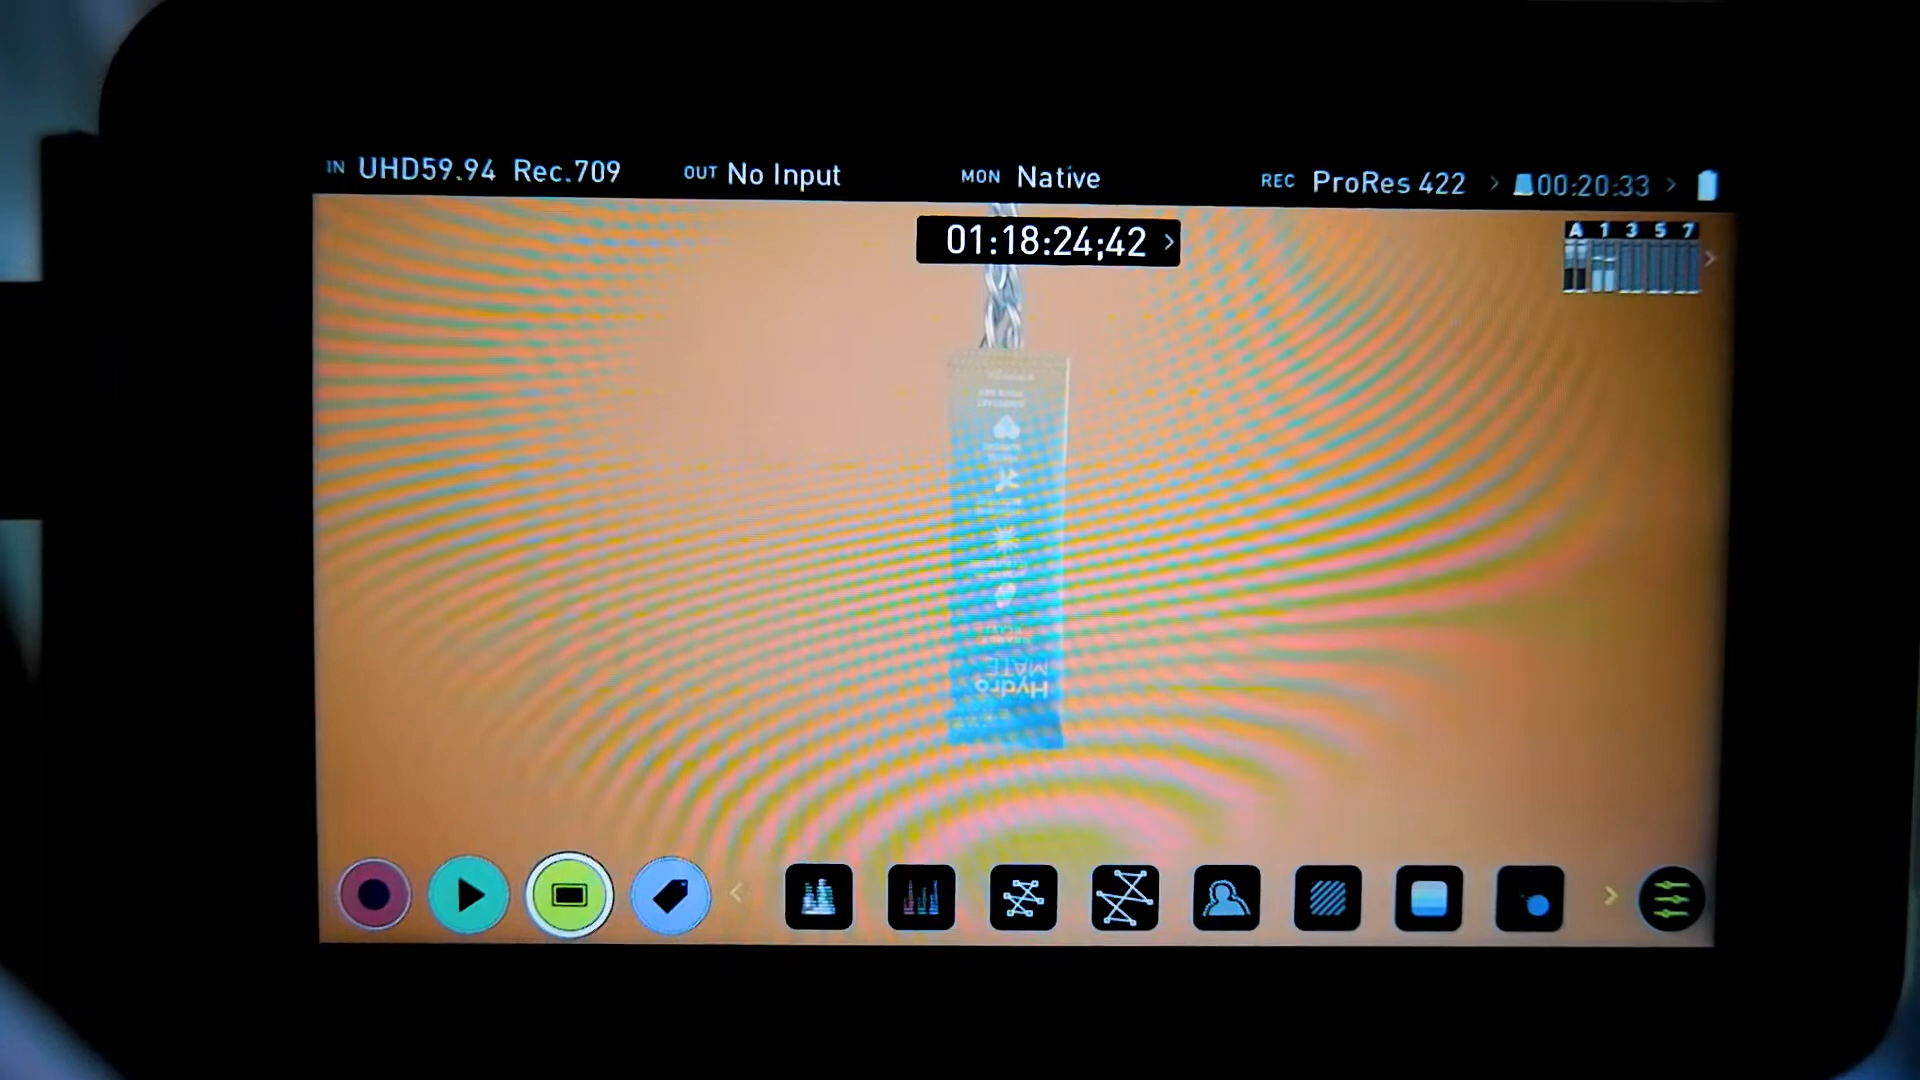 IN UHD59.94 Rec.709 OUT No Input MON Native REC ProRes 422 > 00:20:33 >
01:18:24;42 >
A 1 3 5 7
MATE
Hydro